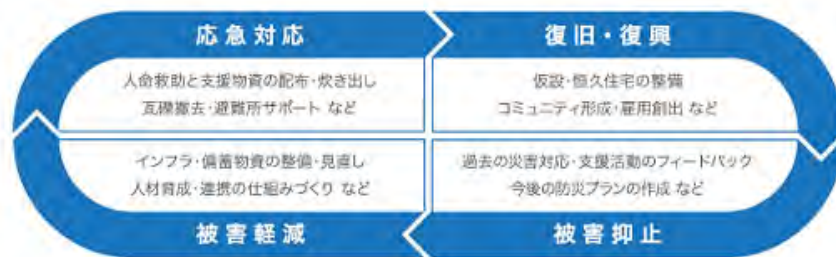 応急対応
人命救助と支援物資の配布・炊き出し
瓦礫撤去・避難所サポート など
復旧・復興
仮設・恒久住宅の整備
コミュニティ形成・雇用創出 など
インフラ・備蓄物資の整備・見直し
人材育成・連携の仕組みづくり など
被害軽減
過去の災害対応・支援活動のフィードバック
今後の防災プランの作成 など
被害抑止